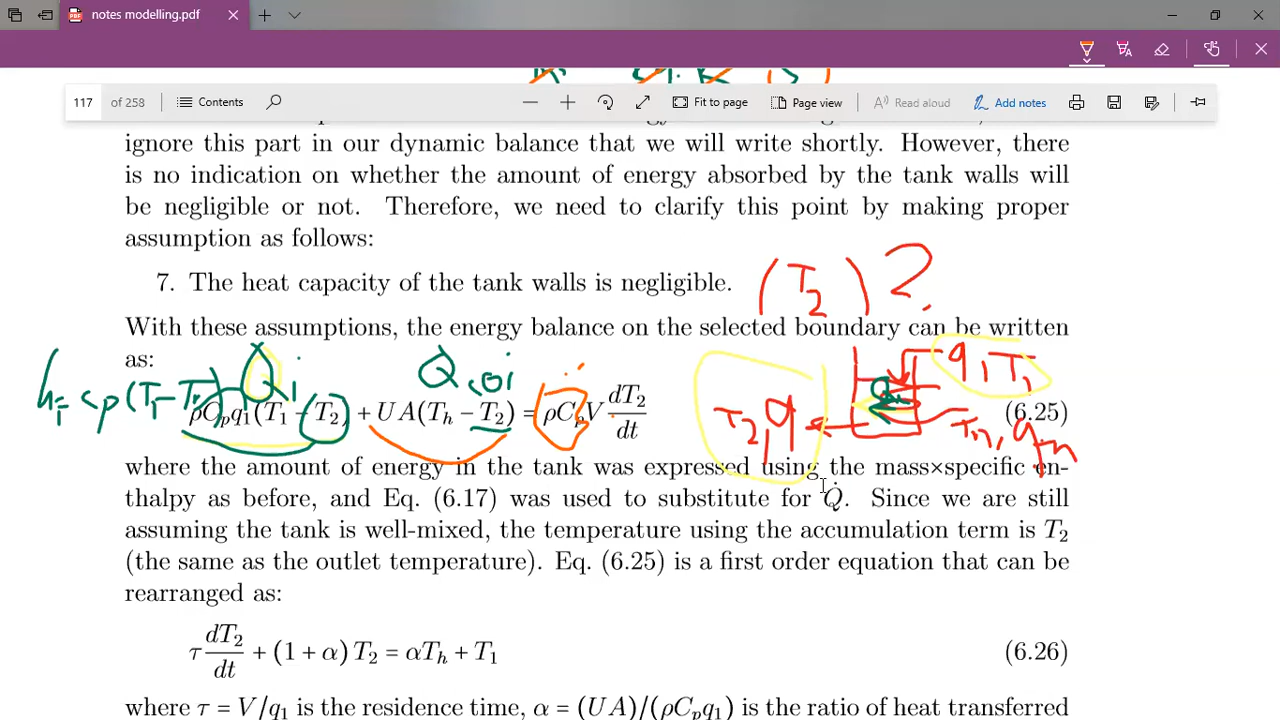 notes modelling.pdf
117 of 258 Contents Fit to page Page view Read aloud Add notes
ignore this part in our dynamic balance that we will write shortly. However, there
is no indication on whether the amount of energy absorbed by the tank walls will
be negligible or not. Therefore, we need to clarify this point by making proper
assumption as follows:
7. The heat capacity of the tank walls is negligible. (T₂) ?
With these assumptions, the energy balance on the selected boundary can be written
as:
q₁, T₁
ρCₚq₁(T₁ − T₂) + UA(Tₕ − T₂) = ρCₚV dT₂/dt (6.25)
T₂, q
where the amount of energy in the tank was expressed using the mass×specific en-
thalpy as before, and Eq. (6.17) was used to substitute for Q̇. Since we are still
assuming the tank is well-mixed, the temperature using the accumulation term is T₂
(the same as the outlet temperature). Eq. (6.25) is a first order equation that can be
rearranged as:
τ dT₂/dt + (1 + α) T₂ = αTₕ + T₁ (6.26)
where τ = V/q₁ is the residence time, α = (UA)/(ρCₚq₁) is the ratio of heat transferred